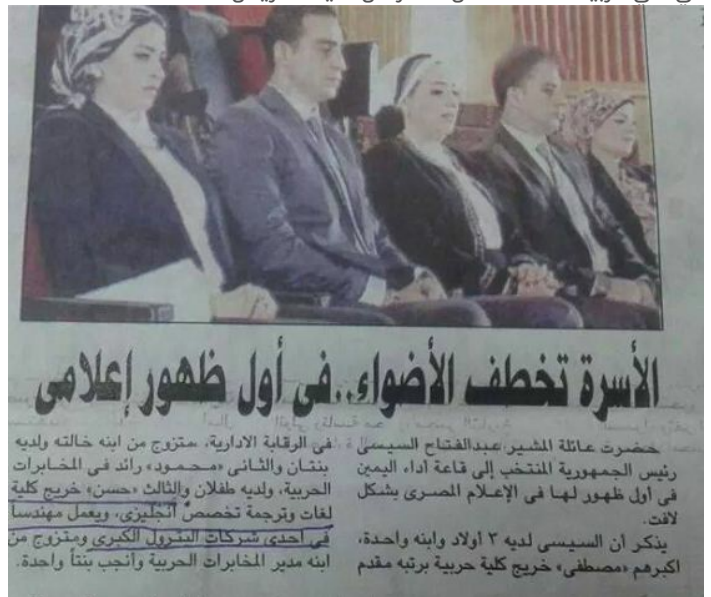 الأسرة تخطف الأضواء..فى أول ظهور إعلامى
حضرت عائلة المشير عبدالفتاح السيسى
رئيس الجمهورية المنتخب إلى قاعة أداء اليمين
فى أول ظهور لها فى الإعلام المصرى بشكل
لافت.
يذكر أن السيسى لديه ٣ أولاد وابنه واحدة،
اكبرهم «مصطفى» خريج كلية حربية برتبه مقدم
فى الرقابة الادارية، متزوج من ابنه خالته ولديه
بنتان والثانى «محمود» رائد فى المخابرات
الحربية، ولديه طفلان والثالث «حسن» خريج كلية
لغات وترجمة تخصص انجليزى، ويعمل مهندسا
فى احدى شركات البترول الكبرى ومتزوج من
ابنه مدير المخابرات الحربية وأنجب بنتاً واحدة.